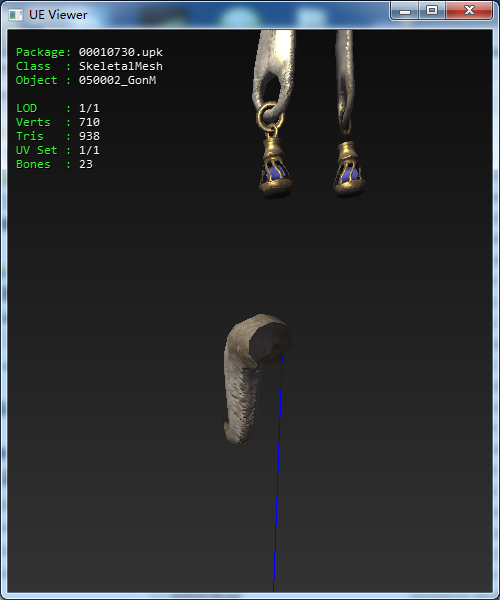 UE Viewer
Package: 00010730.upk
Class : SkeletalMesh
Object : 050002_GonM
LOD : 1/1
Verts : 710
Tris : 938
UV Set : 1/1
Bones : 23